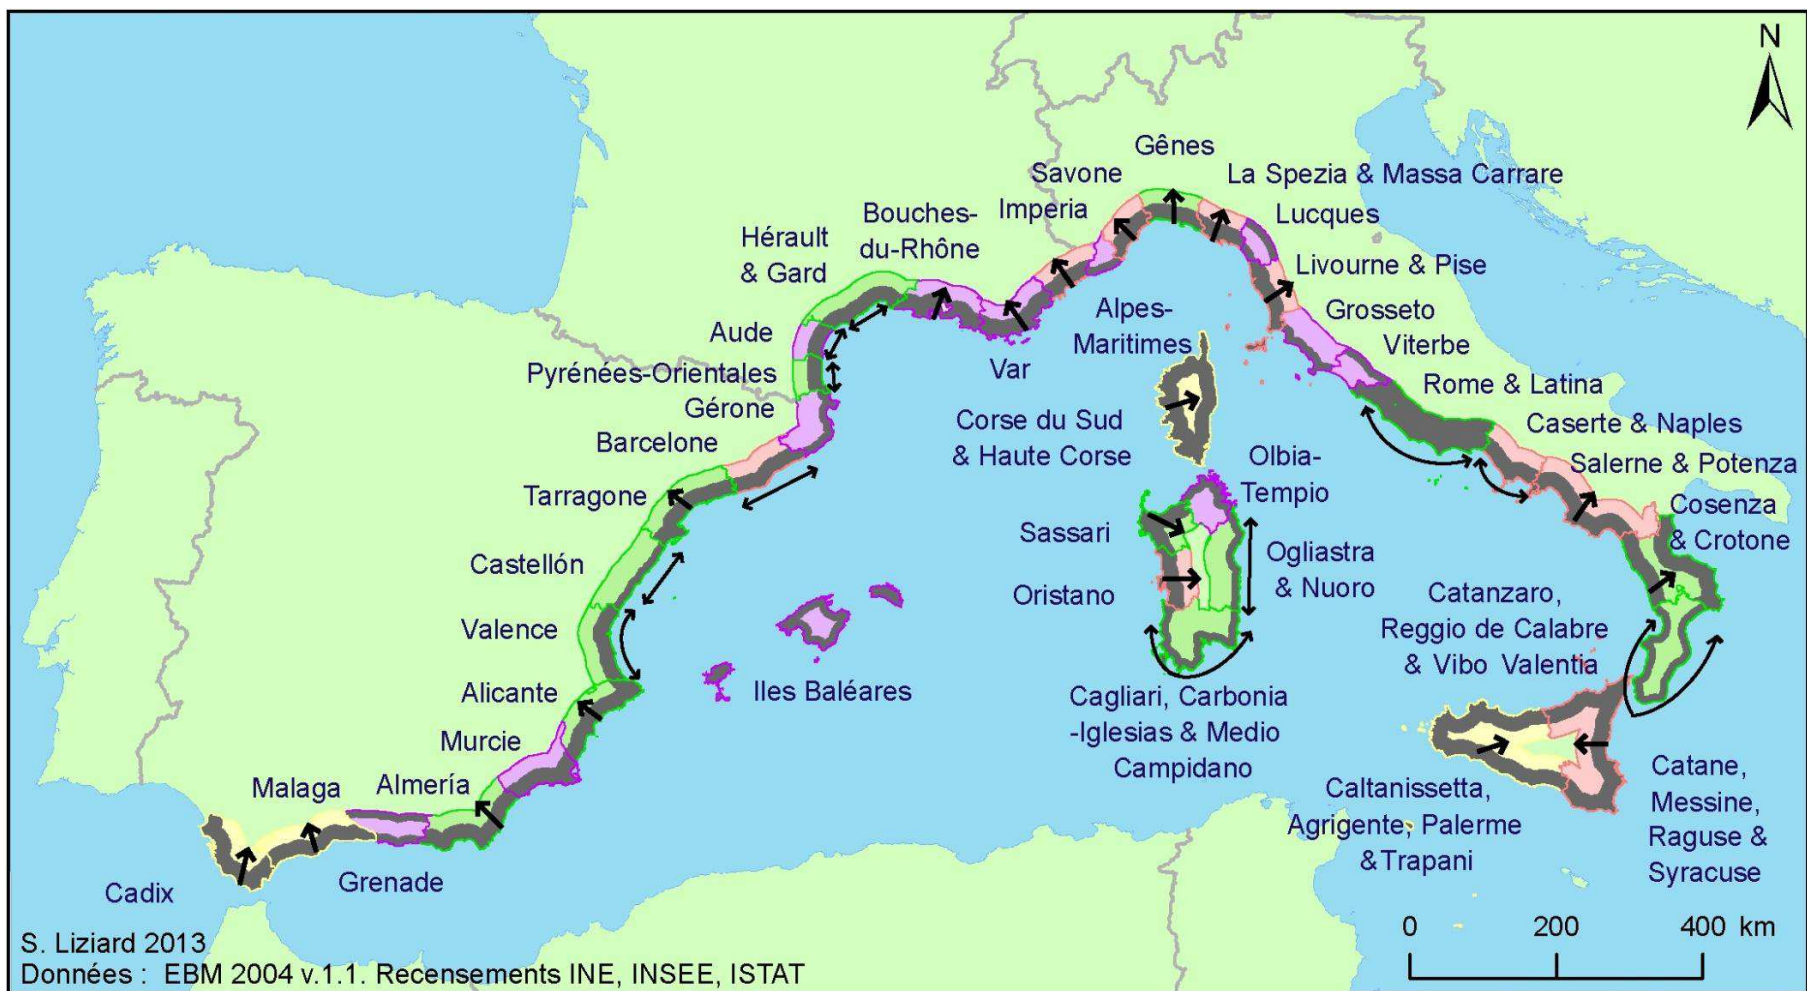 N
Gênes
Savone
La Spezia & Massa Carrare
Imperia
Lucques
Bouches-
du-Rhône
Hérault
& Gard
Livourne & Pise
Grosseto
Alpes-
Maritimes
Aude
Viterbe
Var
Pyrénées-Orientales
Rome & Latina
Gérone
Corse du Sud
& Haute Corse
Caserte & Naples
Barcelone
Olbia-
Tempio
Salerne & Potenza
Tarragone
Cosenza
& Crotone
Sassari
Castellón
Ogliastra
& Nuoro
Oristano
Catanzaro,
Reggio de Calabre
& Vibo Valentia
Valence
Alicante
Iles Baléares
Cagliari, Carbonia
-Iglesias & Medio
Campidano
Murcie
Malaga
Almería
Catane,
Messine,
Raguse &
Syracuse
Caltanissetta,
Agrigente, Palerme
&Trapani
Cadix
Grenade
0 200 400 km
S. Liziard 2013
Données : EBM 2004 v.1.1. Recensements INE, INSEE, ISTAT